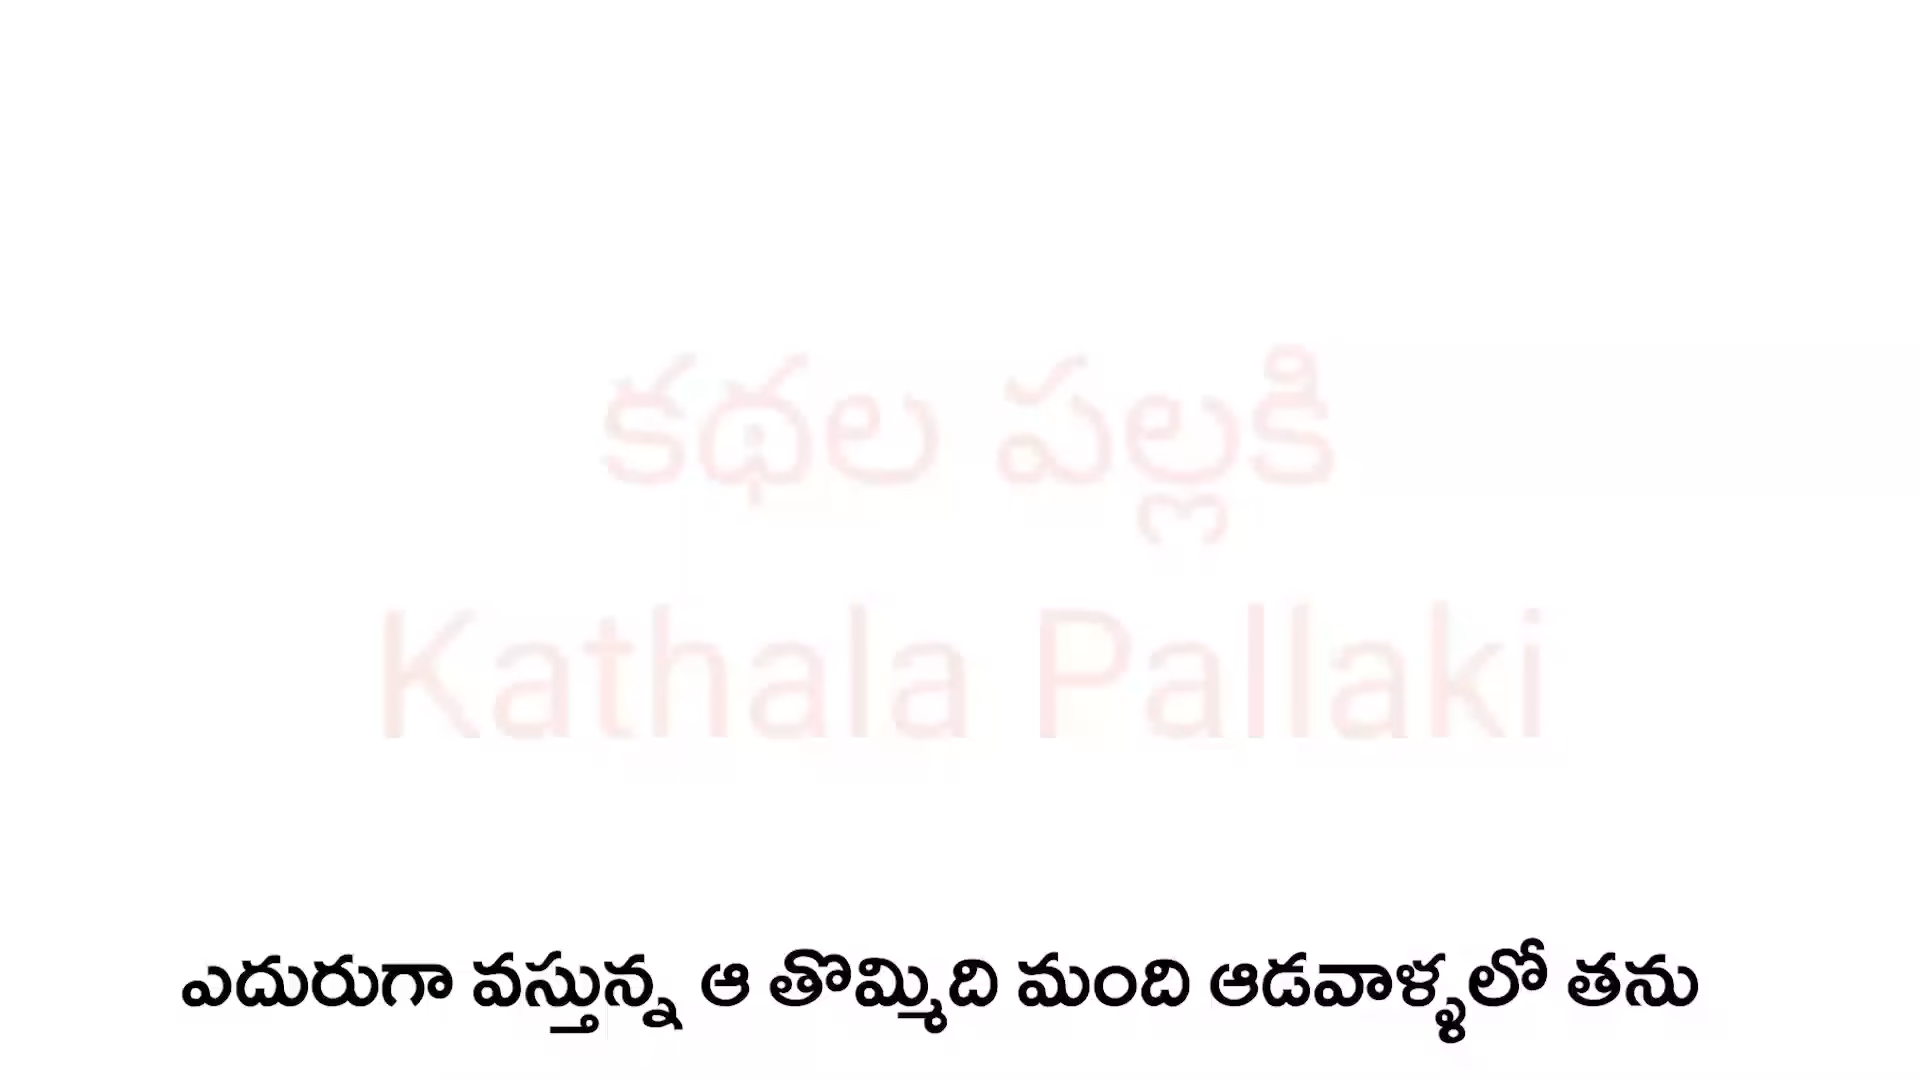 కథల పల్లకి
Kathala Pallaki
ఎదురుగా వస్తున్న ఆ తొమ్మిది మంది ఆడవాళ్ళలో తను